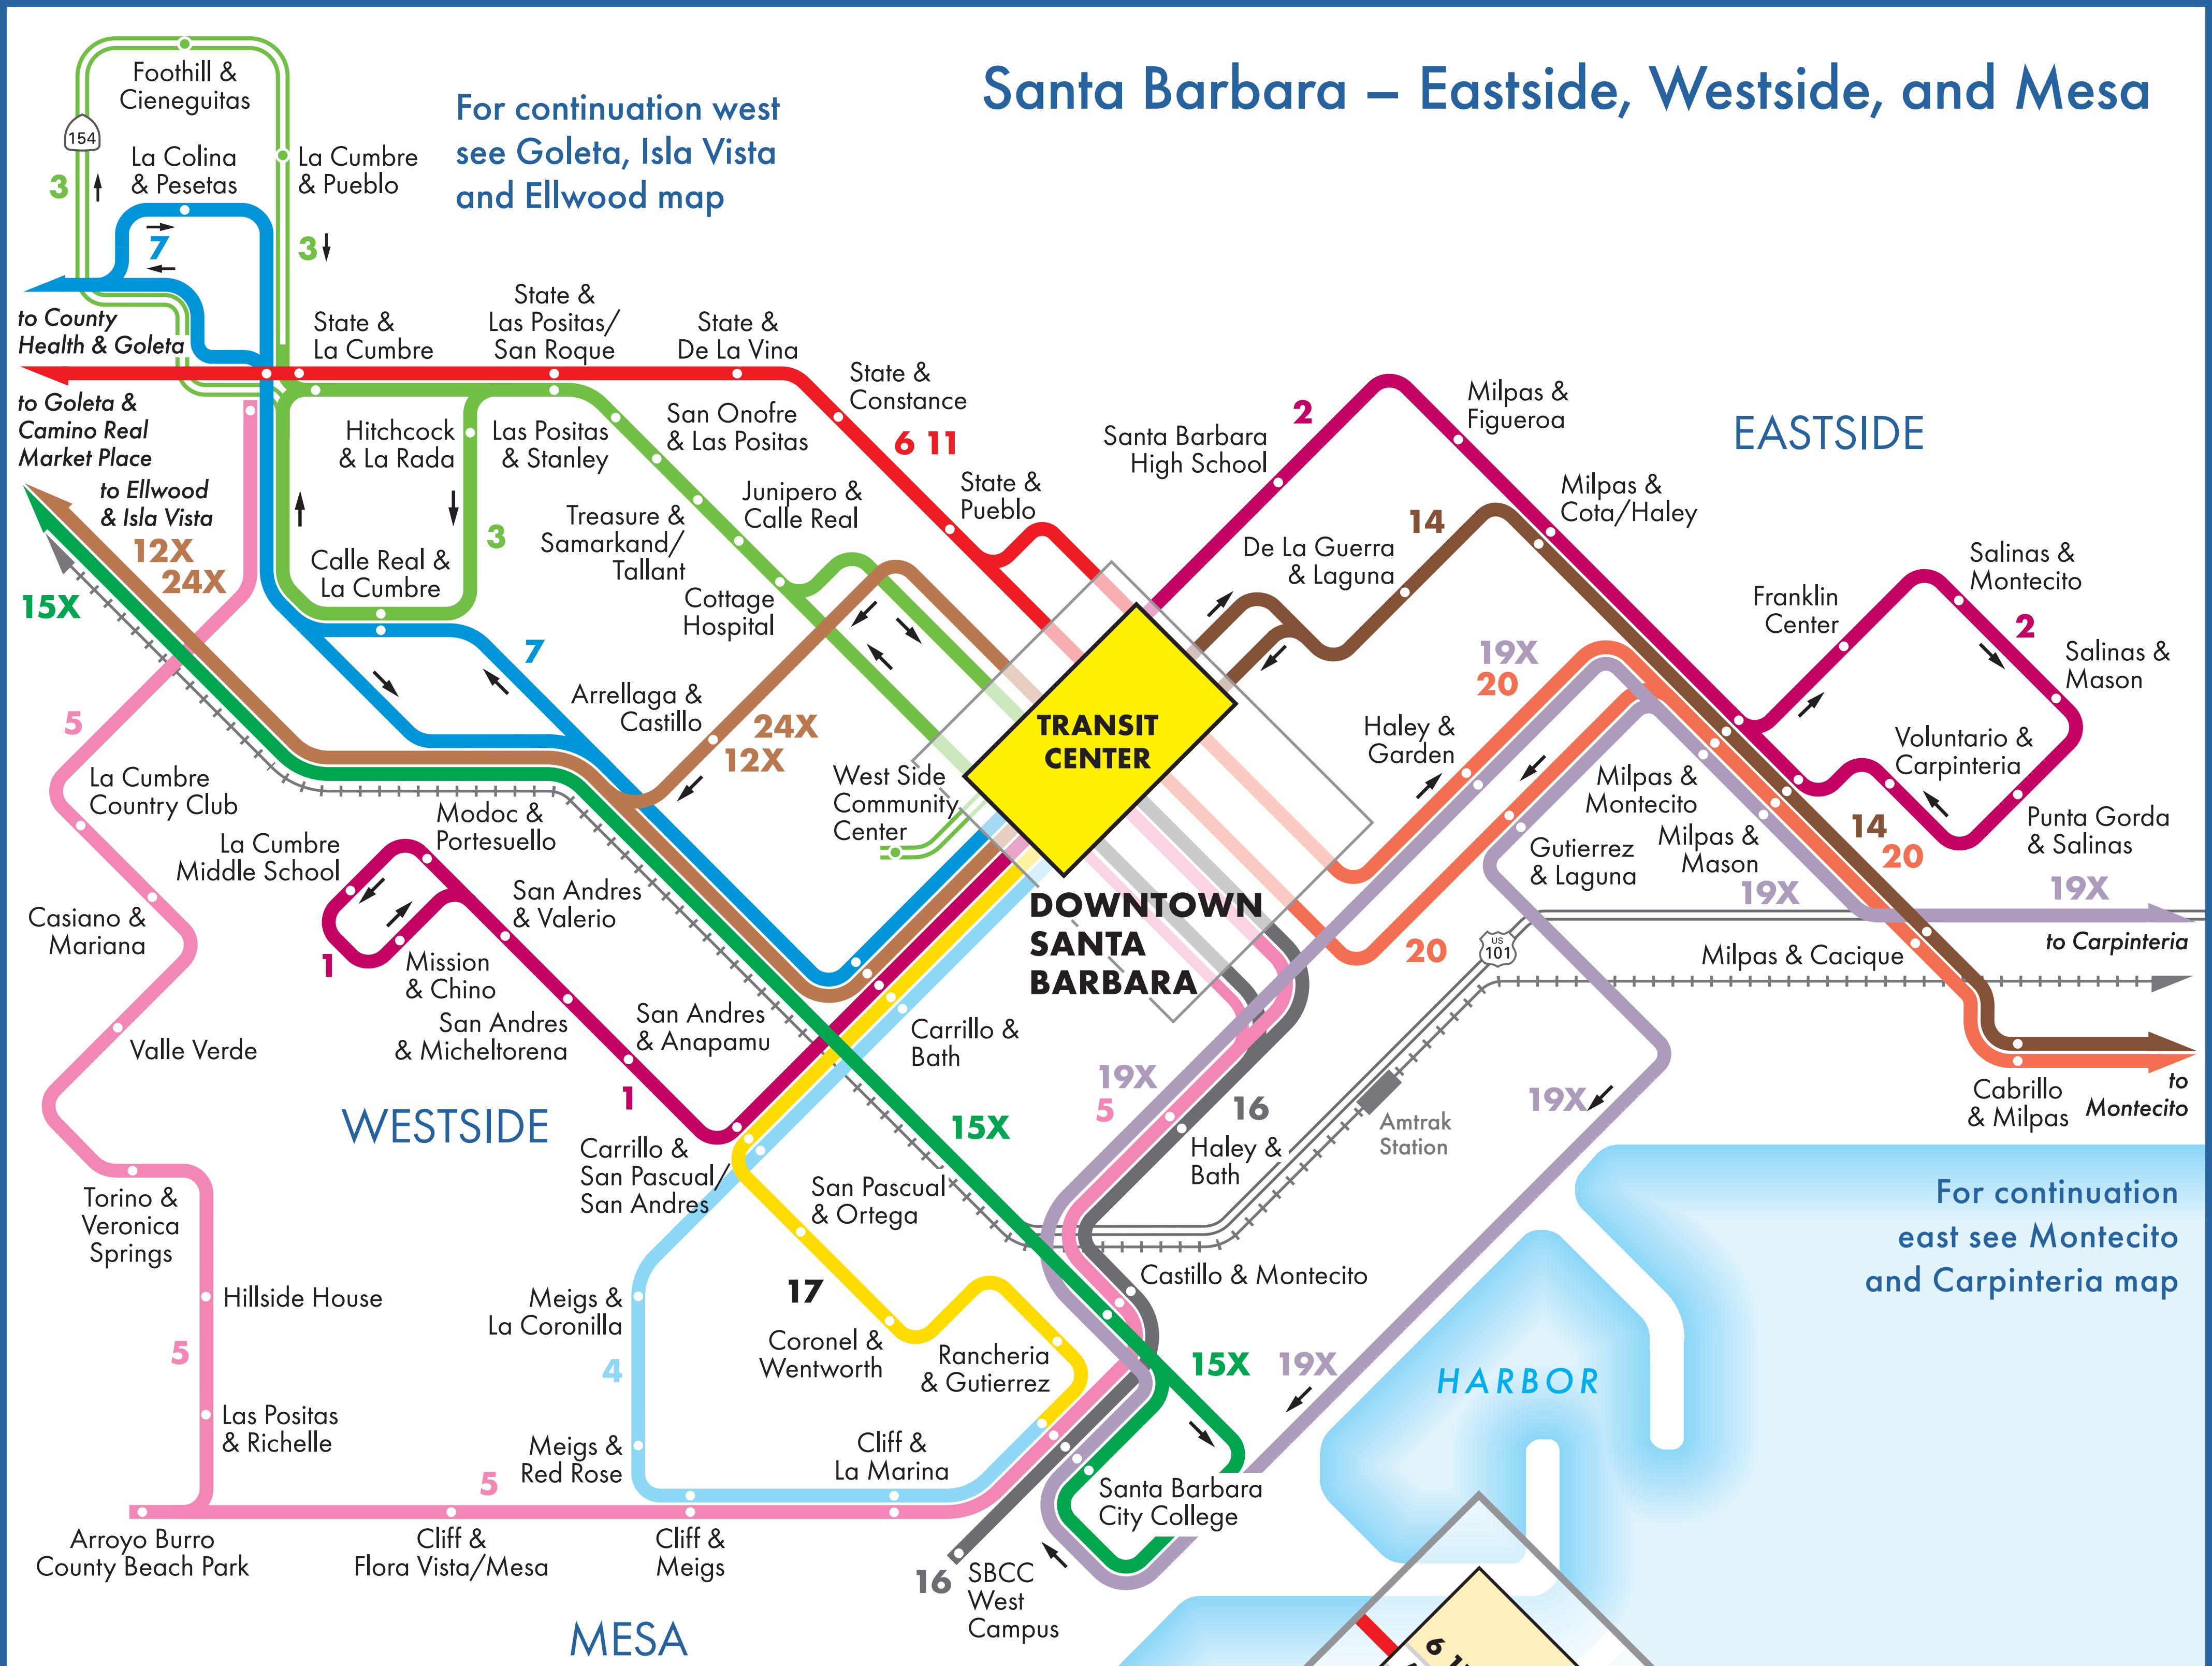 Santa Barbara – Eastside, Westside, and Mesa
For continuation west
see Goleta, Isla Vista
and Ellwood map
Foothill &
Cieneguitas
154
3
La Colina
& Pesetas
La Cumbre
& Pueblo
7
3
to County
Health & Goleta
State &
La Cumbre
State &
Las Positas/
San Roque
State &
De La Vina
State &
Constance
6 11
to Goleta &
Camino Real
Market Place
Hitchcock
& La Rada
Las Positas
& Stanley
San Onofre
& Las Positas
State &
Pueblo
Junipero &
Calle Real
Treasure &
Samarkand/
Tallant
Cottage
Hospital
3
Calle Real &
La Cumbre
to Ellwood
& Isla Vista
12X
24X
15X
7
5
Arrellaga &
Castillo
24X
12X
West Side
Community
Center
TRANSIT
CENTER
DOWNTOWN
SANTA
BARBARA
Santa Barbara
High School
2
Milpas &
Figueroa
EASTSIDE
Milpas &
Cota/Haley
14
De La Guerra
& Laguna
Franklin
Center
Salinas &
Montecito
2
Salinas &
Mason
Voluntario &
Carpinteria
Punta Gorda
& Salinas
19X
20
Haley &
Garden
Milpas &
Montecito
Milpas &
Mason
Gutierrez
& Laguna
14
20
19X
19X
to Carpinteria
20
US
101
Milpas & Cacique
Cabrillo
& Milpas
to
Montecito
La Cumbre
Country Club
Modoc &
Portesuello
La Cumbre
Middle School
San Andres
& Valerio
Casiano &
Mariana
1
Mission
& Chino
San Andres
& Micheltorena
San Andres
& Anapamu
Carrillo &
Bath
Valle Verde
WESTSIDE
1
15X
19X
5
16
Haley &
Bath
Amtrak
Station
19X
Carrillo &
San Pascual/
San Andres
San Pascual
& Ortega
Torino &
Veronica
Springs
Hillside House
Meigs &
La Coronilla
17
Castillo & Montecito
5
4
Coronel &
Wentworth
Rancheria
& Gutierrez
15X
19X
HARBOR
For continuation
east see Montecito
and Carpinteria map
Las Positas
& Richelle
Meigs &
Red Rose
Cliff &
La Marina
5
Santa Barbara
City College
Arroyo Burro
County Beach Park
Cliff &
Flora Vista/Mesa
Cliff &
Meigs
16
SBCC
West
Campus
MESA